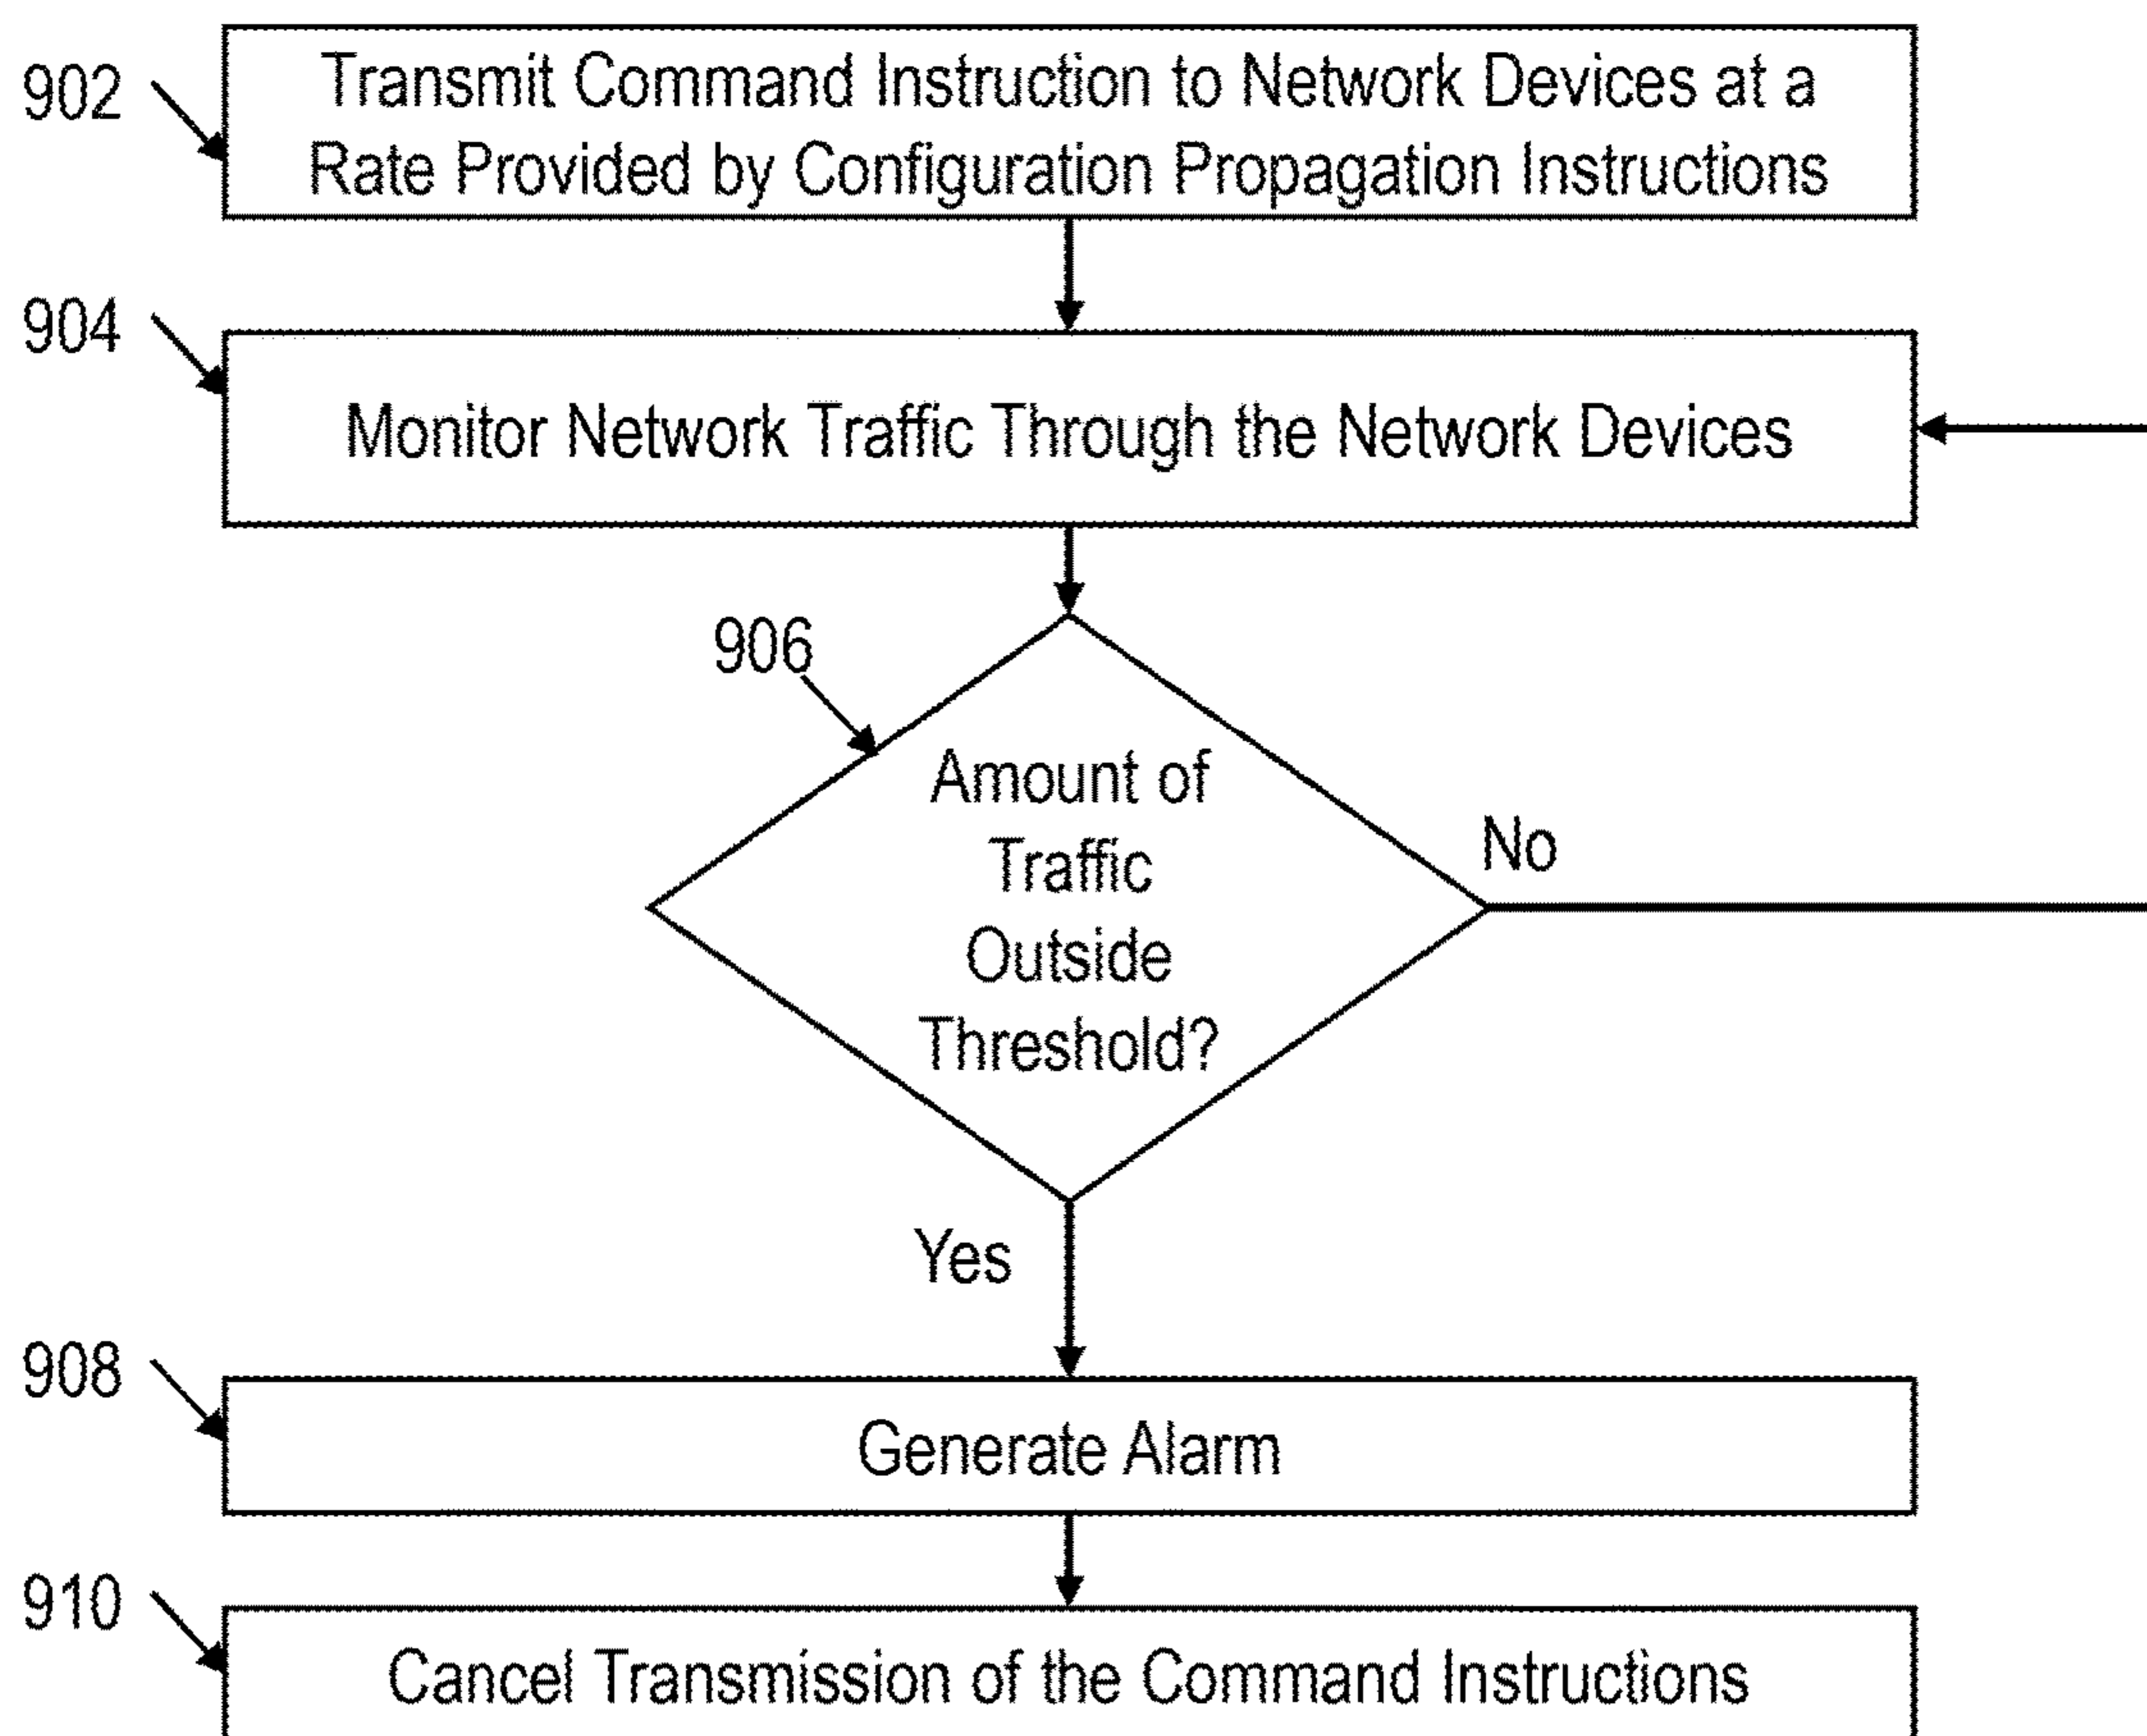 902
Transmit Command Instruction to Network Devices at a
Rate Provided by Configuration Propagation Instructions
904
Monitor Network Traffic Through the Network Devices
906
Amount of
Traffic
Outside
Threshold?
No
Yes
908
Generate Alarm
910
Cancel Transmission of the Command Instructions